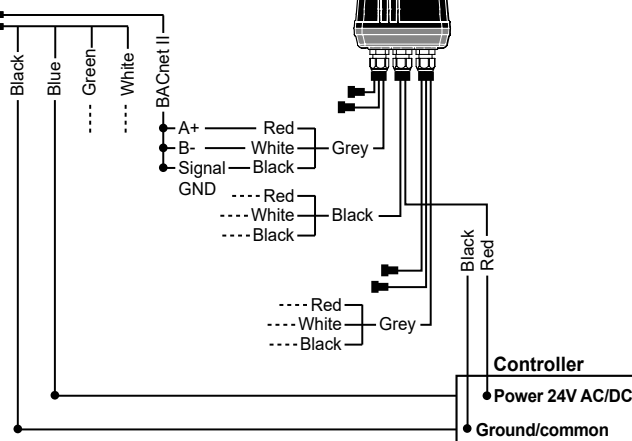 Black
Blue
Green
White
BACnet II
A+
Red
B-
White
Grey
Signal
GND
Black
Red
White
Black
Black
Black
Red
Red
White
Grey
Black
Controller
Power 24V AC/DC
Ground/common